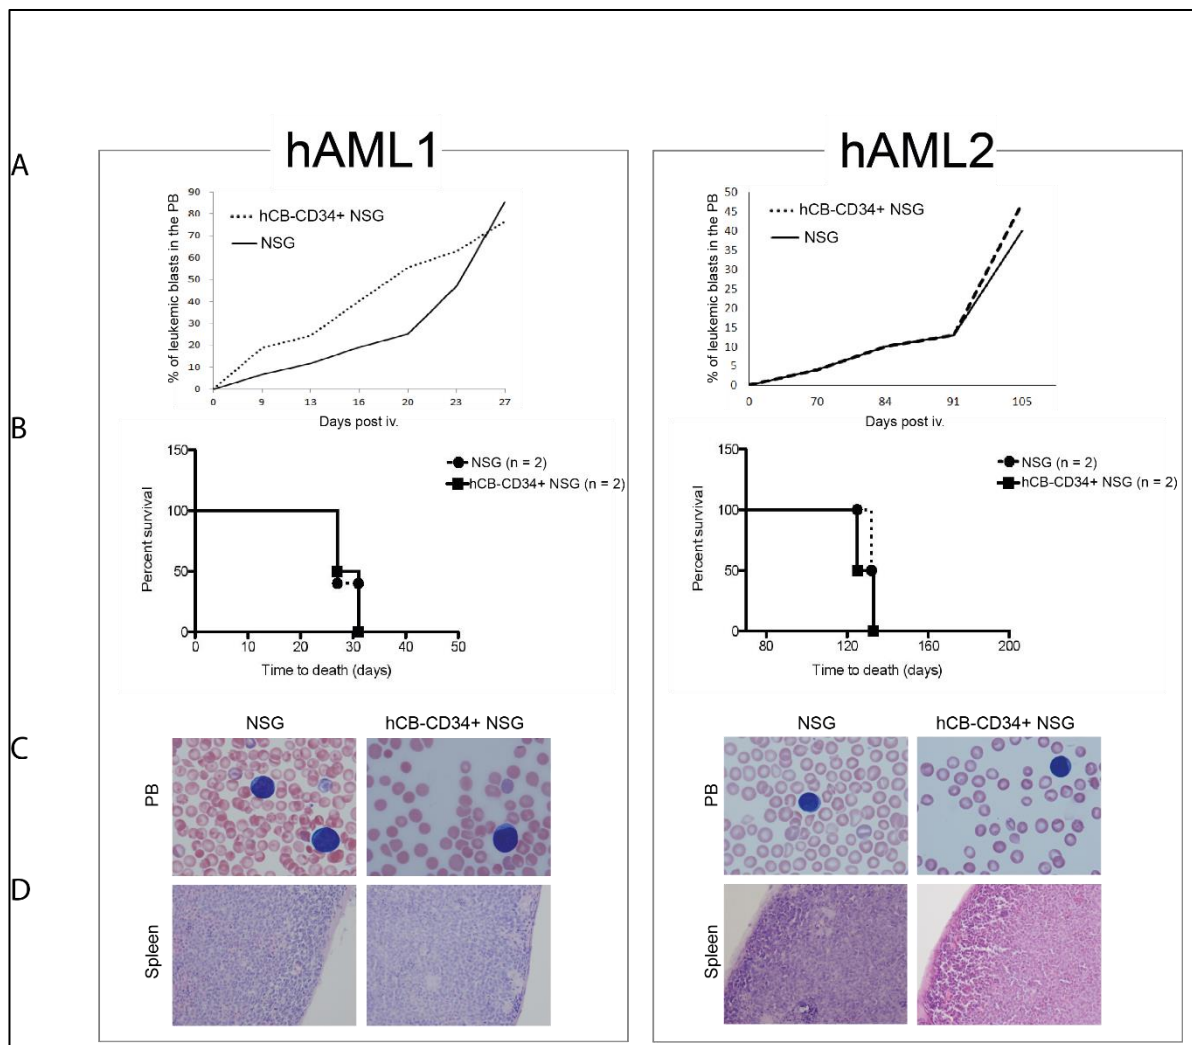 hAML1
hAML2
A
% of leukemic blasts in the PB
90
80
70
60
50
40
30
20
10
0
hCB-CD34+ NSG
NSG
0 9 13 16 20 23 27
Days post iv.
% of leukemic blasts in the PB
50
45
40
35
30
25
20
15
10
5
0
hCB-CD34+ NSG
NSG
0 70 84 91 105
Days post iv.
B
Percent survival
150
100
50
0
NSG (n = 2)
hCB-CD34+ NSG (n = 2)
0 10 20 30 40 50
Time to death (days)
Percent survival
150
100
50
0
NSG (n = 2)
hCB-CD34+ NSG (n = 2)
80 120 160 200
Time to death (days)
NSG hCB-CD34+ NSG
NSG hCB-CD34+ NSG
C
PB
PB
D
Spleen
Spleen